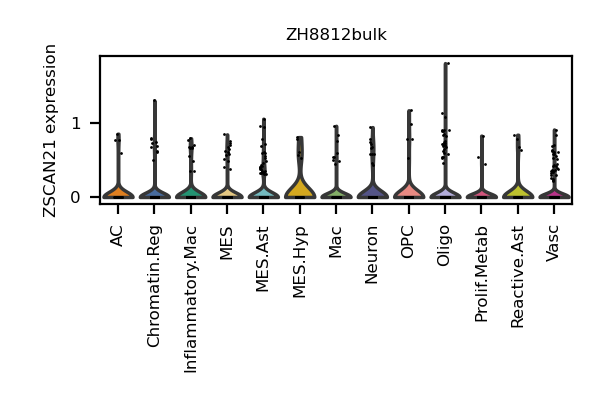 ZH8812bulk
ZSCAN21 expression
1
0
AC
Chromatin.Reg
Inflammatory.Mac
MES
MES.Ast
MES.Hyp
Mac
Neuron
OPC
Oligo
Prolif.Metab
Reactive.Ast
Vasc